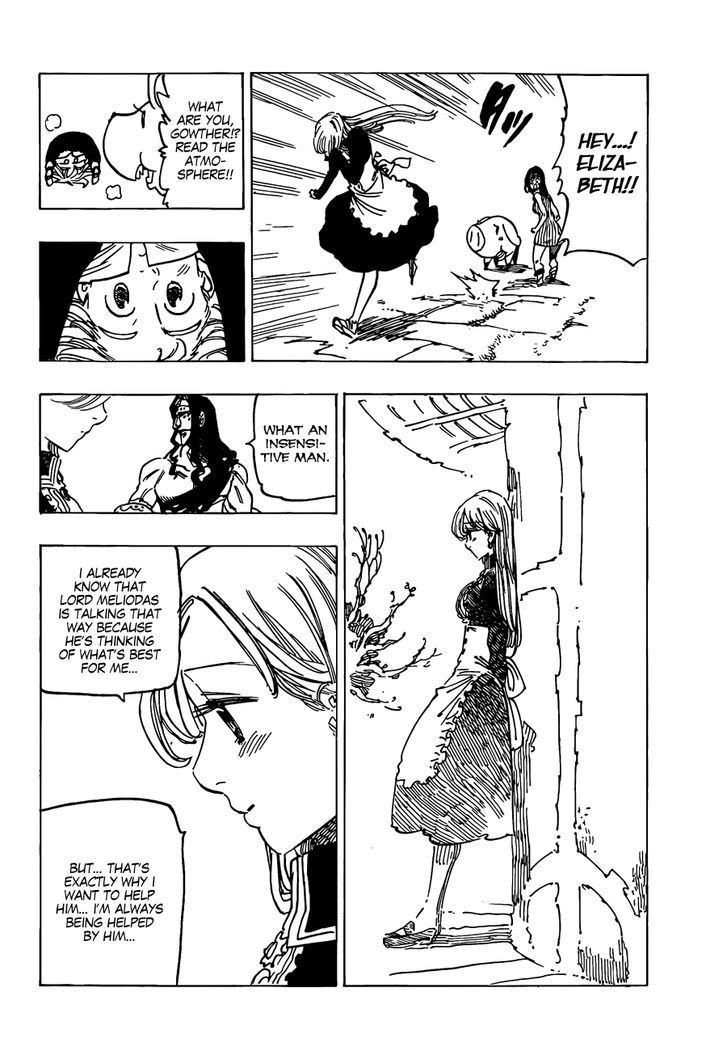 HEY...!
ELIZA-
BETH!!
ダッ
WHAT
ARE YOU,
GOWTHER!?
READ THE
ATMO-
SPHERE!!
WHAT AN
INSENSI-
TIVE MAN.
I ALREADY
KNOW THAT
LORD MELIODAS
IS TALKING THAT
WAY BECAUSE
HE'S THINKING
OF WHAT'S BEST
FOR ME...
BUT... THAT'S
EXACTLY WHY I
WANT TO HELP
HIM... I'M ALWAYS
BEING HELPED
BY HIM...